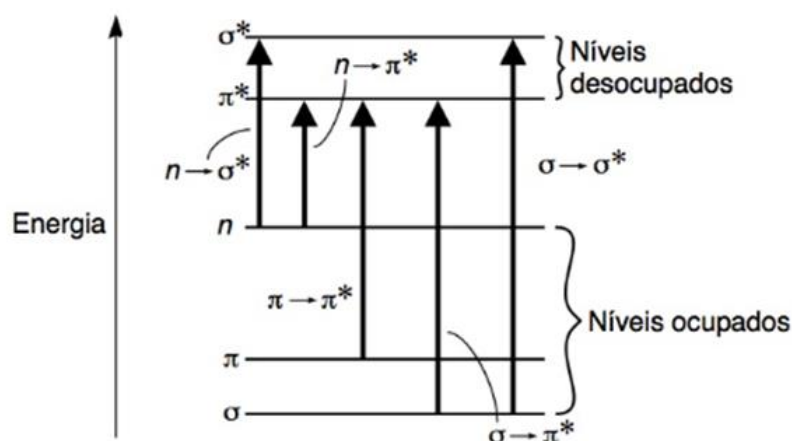 σ*
Níveis
desocupados
n→π*
π*
n→σ*
σ→σ*
Energia
n
π→π*
Níveis ocupados
π
σ
σ→π*